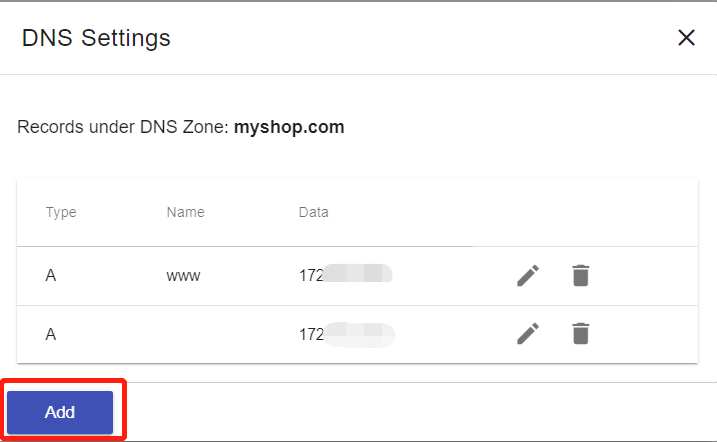 DNS Settings
Records under DNS Zone: myshop.com
Type Name Data
A www 172
A 172
Add